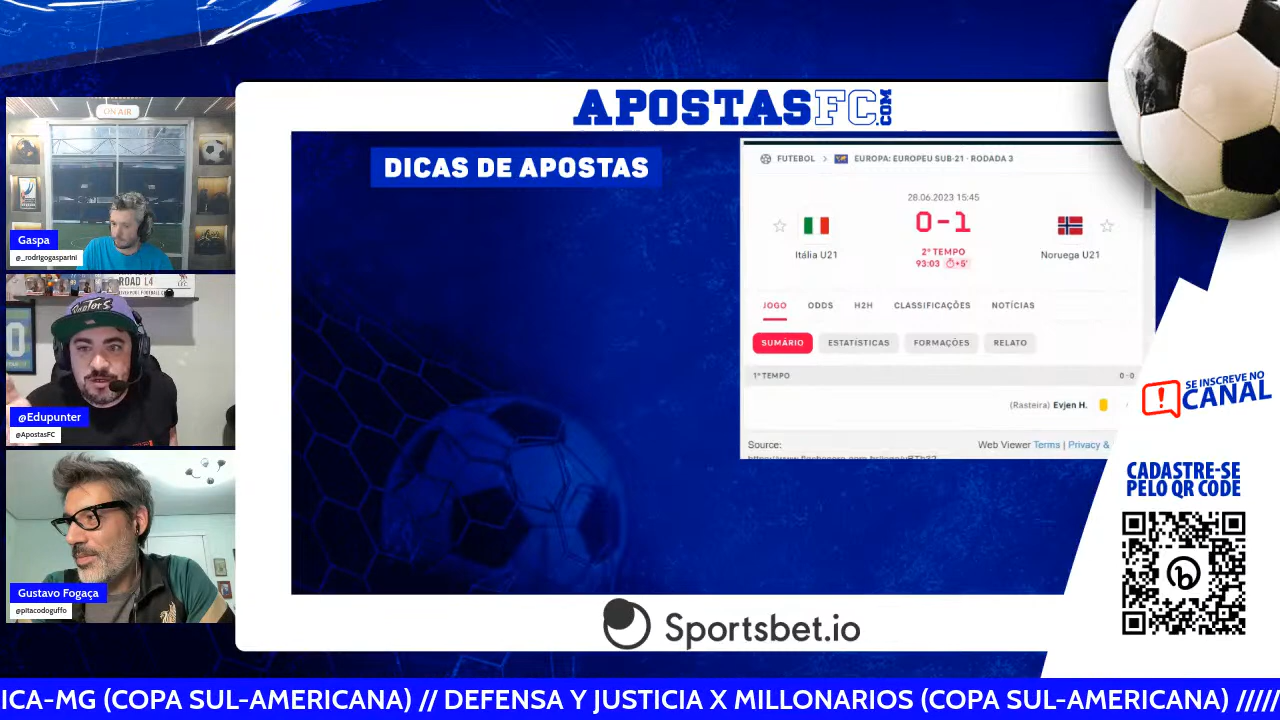 APOSTASFC.COM
DICAS DE APOSTAS
FUTEBOL > EUROPA: EUROPEU SUB-21 - RODADA 3
28.06.2023 15:45
0-1
Itália U21
2º TEMPO
93:03 +5'
Noruega U21
JOGO ODDS H2H CLASSIFICAÇÕES NOTÍCIAS
SUMÁRIO ESTATÍSTICAS FORMAÇÕES RELATO
1º TEMPO 0-0
(Rasteira) Evjen H.
Source:
Web Viewer Terms | Privacy &
ON AIR
Gaspa
@_rodrigogasparini
ROAD L4
RAPTORS
@Edupunter
@ApostasFC
Gustavo Fogaça
@pitacodoguffo
SE INSCREVE NO
CANAL
CADASTRE-SE
PELO QR CODE
Sportsbet.io
ICA-MG (COPA SUL-AMERICANA) // DEFENSA Y JUSTICIA X MILLONARIOS (COPA SUL-AMERICANA) /////